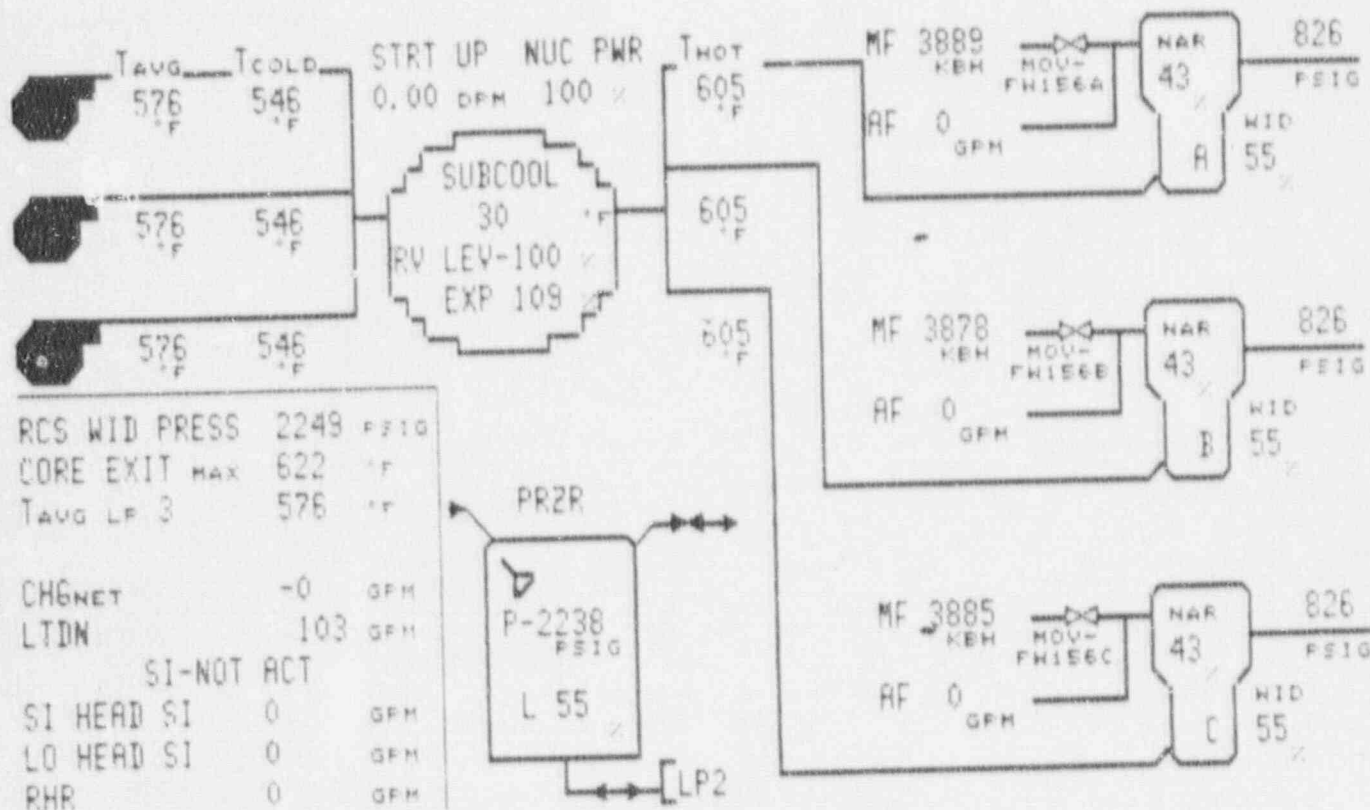 TAVG TCOLD STRT UP NUC PWR THOT MF 3889 KBH MOV-FW156A NAR 43 % 826 PSIG
576 °F 546 °F 0.00 DPM 100 % 605 °F
AF 0 GPM A WID 55 %
SUBCOOL
30 °F
576 °F 546 °F 605 °F
RV LEV-100 %
EXP 109 %
576 °F 546 °F 605 °F
MF 3878 KBH MOV-FW156B NAR 43 % 826 PSIG
AF 0 GPM B WID 55 %
RCS WID PRESS 2249 PSIG
CORE EXIT MAX 622 °F
TAVG LP 3 576 °F
PRZR
CHGNET -0 GPM
LTDN 103 GPM
P-2238 PSIG
L 55 %
MF 3885 KBH MOV-FW156C NAR 43 % 826 PSIG
AF 0 GPM C WID 55 %
SI-NOT ACT
SI HEAD SI 0 GPM
LO HEAD SI 0 GPM
RHR 0 GPM
LP2